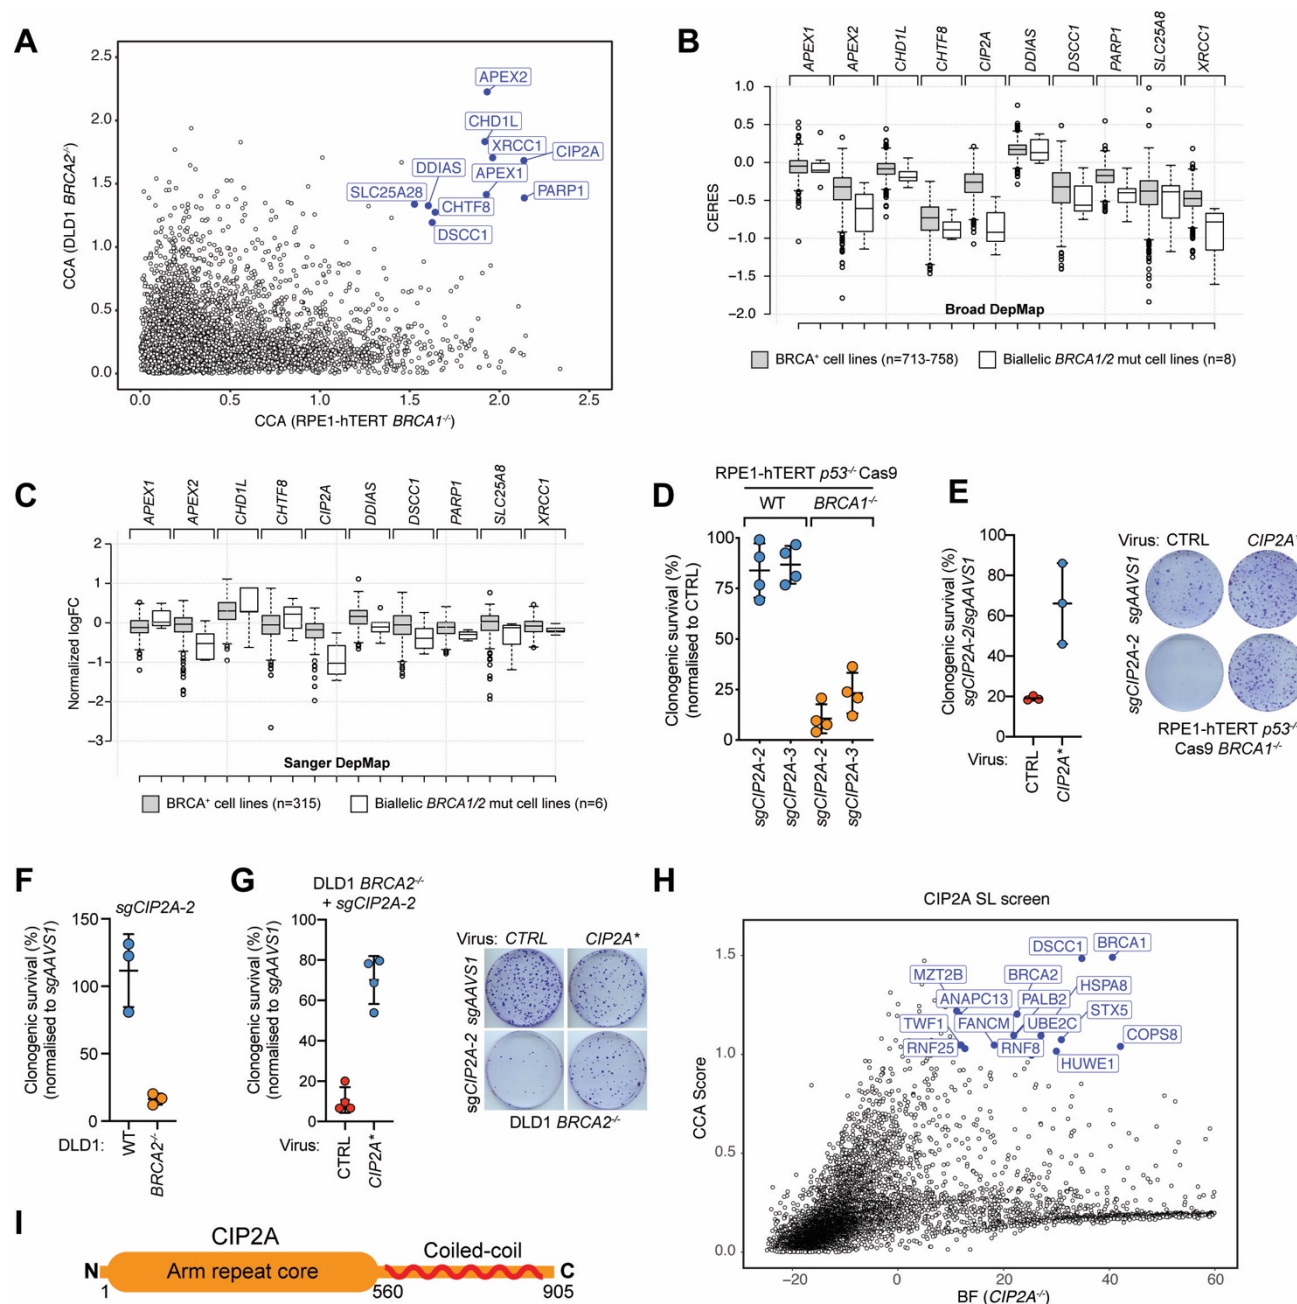 A
2.5
2.0
1.5
1.0
0.5
0.0
CCA (DLD1 BRCA2-/-)
APEX2
CHD1L
XRCC1
CIP2A
DDIAS
APEX1
SLC25A28
PARP1
CHTF8
DSCC1
0.0 0.5 1.0 1.5 2.0 2.5
CCA (RPE1-hTERT BRCA1-/-)
B
APEX1 APEX2 CHD1L CHTF8 CIP2A DDIAS DSCC1 PARP1 SLC25A8 XRCC1
1.0
0.5
0.0
−0.5
−1.0
−1.5
−2.0
CERES
Broad DepMap
BRCA+ cell lines (n=713-758) Biallelic BRCA1/2 mut cell lines (n=8)
C
APEX1 APEX2 CHD1L CHTF8 CIP2A DDIAS DSCC1 PARP1 SLC25A8 XRCC1
2
1
0
−1
−2
−3
Normalized logFC
Sanger DepMap
BRCA+ cell lines (n=315) Biallelic BRCA1/2 mut cell lines (n=6)
D
RPE1-hTERT p53-/- Cas9
WT BRCA1-/-
100
75
50
25
0
Clonogenic survival (%)
(normalized to CTRL)
sgCIP2A-2 sgCIP2A-3 sgCIP2A-2 sgCIP2A-3
E
100
80
60
40
20
0
Clonogenic survival (%)
sgCIP2A-2/sgAAVS1
Virus: CTRL CIP2A*
Virus: CTRL CIP2A*
sgAAVS1
sgCIP2A-2
RPE1-hTERT p53-/-
Cas9 BRCA1-/-
F
sgCIP2A-2
150
100
50
0
Clonogenic survival (%)
(normalised to sgAAVS1)
DLD1: WT BRCA2-/-
G
DLD1 BRCA2-/-
+ sgCIP2A-2
100
80
60
40
20
0
Clonogenic survival (%)
(normalised to sgAAVS1)
Virus: CTRL CIP2A*
Virus: CTRL CIP2A*
sgAAVS1
sgCIP2A-2
DLD1 BRCA2-/-
H
CIP2A SL screen
1.5
1.0
0.5
0.0
CCA Score
DSCC1 BRCA1
MZT2B BRCA2
HSPA8
ANAPC13 PALB2
STX5
TWF1 FANCM UBE2C
COPS8
RNF25 RNF8
HUWE1
−20 0 20 40 60
BF (CIP2A-/-)
I
CIP2A
Coiled-coil
N Arm repeat core C
1 560 905